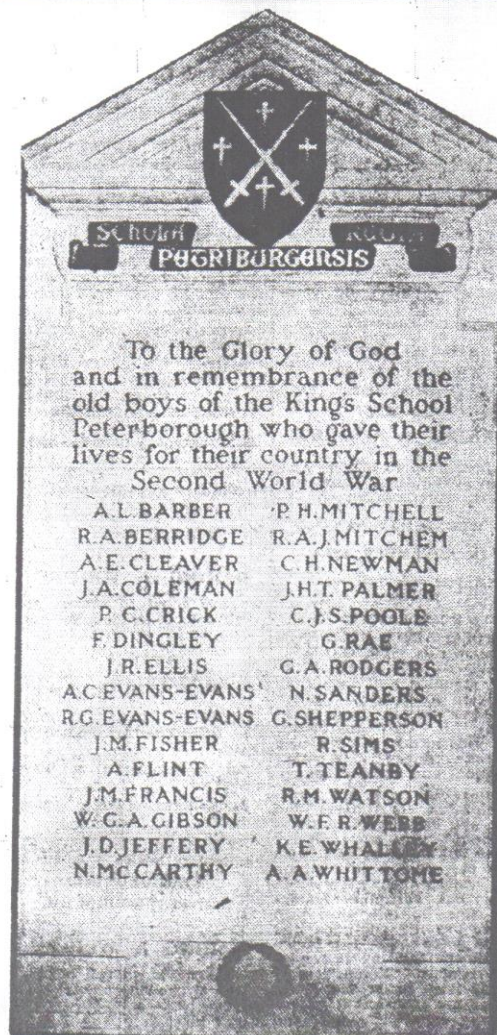 SCHOLA REGIA
PETRIBURGENSIS
To the Glory of God
and in remembrance of the
old boys of the King's School
Peterborough who gave their
lives for their country in the
Second World War
A.L.BARBER P.H.MITCHELL
R.A.BERRIDGE R.A.J.MITCHEM
A.E.CLEAVER C.H.NEWMAN
J.A.COLEMAN J.H.T.PALMER
P.C.CRICK C.J.S.POOLE
F.DINGLEY G.RAE
J.R.ELLIS G.A.RODGERS
A.C.EVANS-EVANS N.SANDERS
R.G.EVANS-EVANS G.SHEPPERSON
J.M.FISHER R.SIMS
A.FLINT T.TEANBY
J.M.FRANCIS R.M.WATSON
W.G.A.GIBSON W.F.R.WEBB
J.D.JEFFERY K.E.WHALLEY
N.McCARTHY A.A.WHITTOME